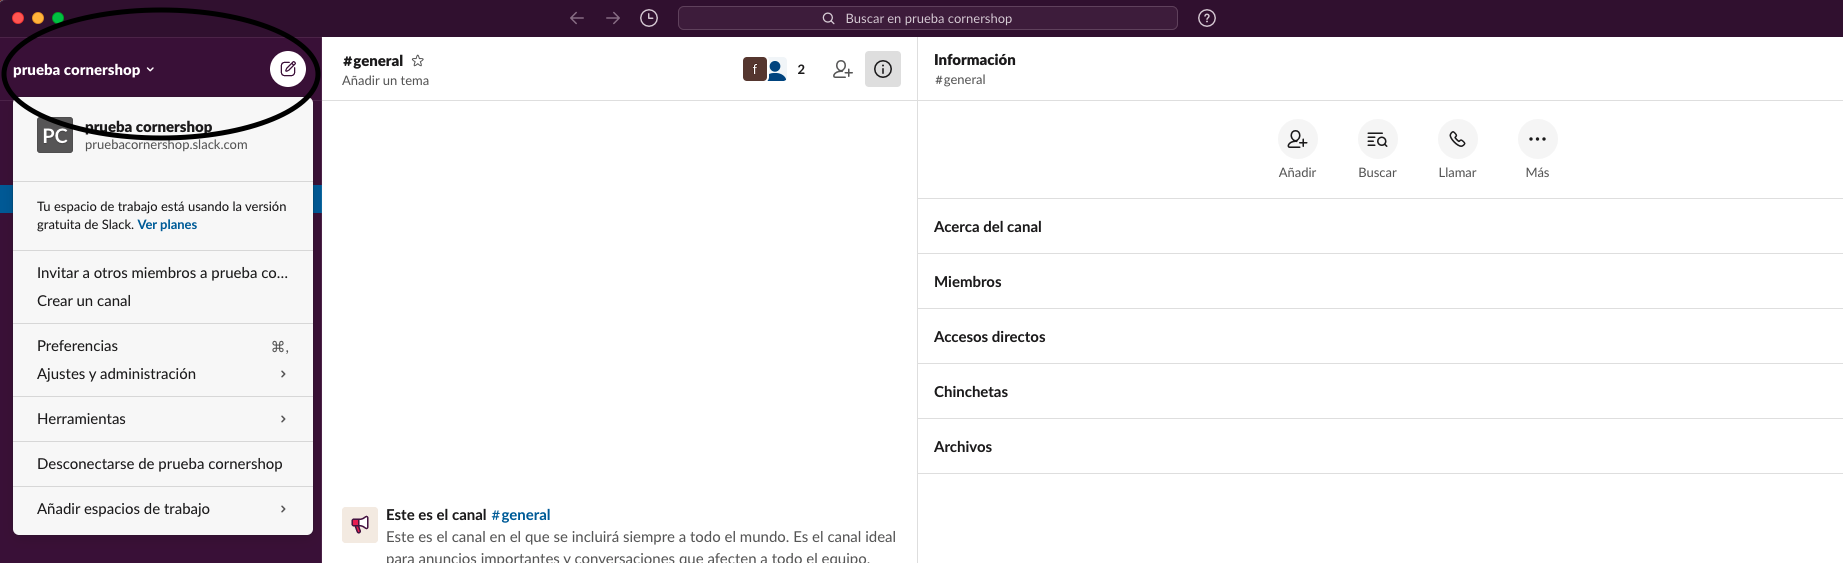 Buscar en prueba cornershop
prueba cornershop
PC
prueba cornershop
pruebacornershop.slack.com
Tu espacio de trabajo está usando la versión
gratuita de Slack. Ver planes
Invitar a otros miembros a prueba co...
Crear un canal
Preferencias ⌘,
Ajustes y administración
Herramientas
Desconectarse de prueba cornershop
Añadir espacios de trabajo
#general
Añadir un tema
f
2
Este es el canal #general
Este es el canal en el que se incluirá siempre a todo el mundo. Es el canal ideal
para anuncios importantes y conversaciones que afecten a todo el equipo.
Información
#general
Añadir
Buscar
Llamar
Más
Acerca del canal
Miembros
Accesos directos
Chinchetas
Archivos